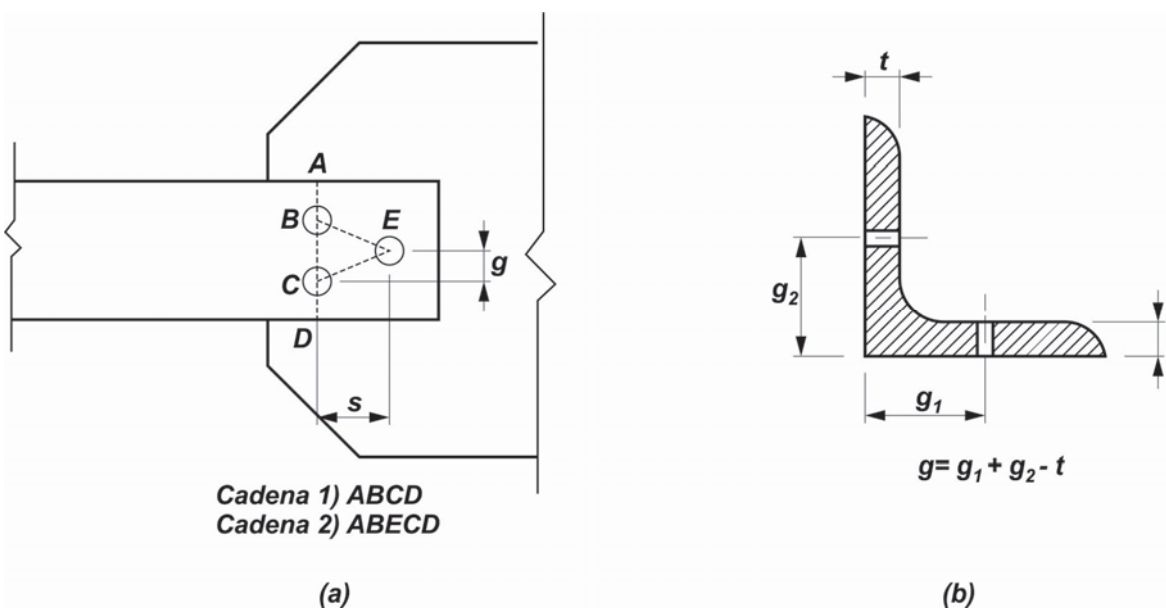 A
B
E
C
g
D
s
Cadena 1) ABCD
Cadena 2) ABECD
(a)
t
g₂
g₁
g= g₁ + g₂ - t
(b)